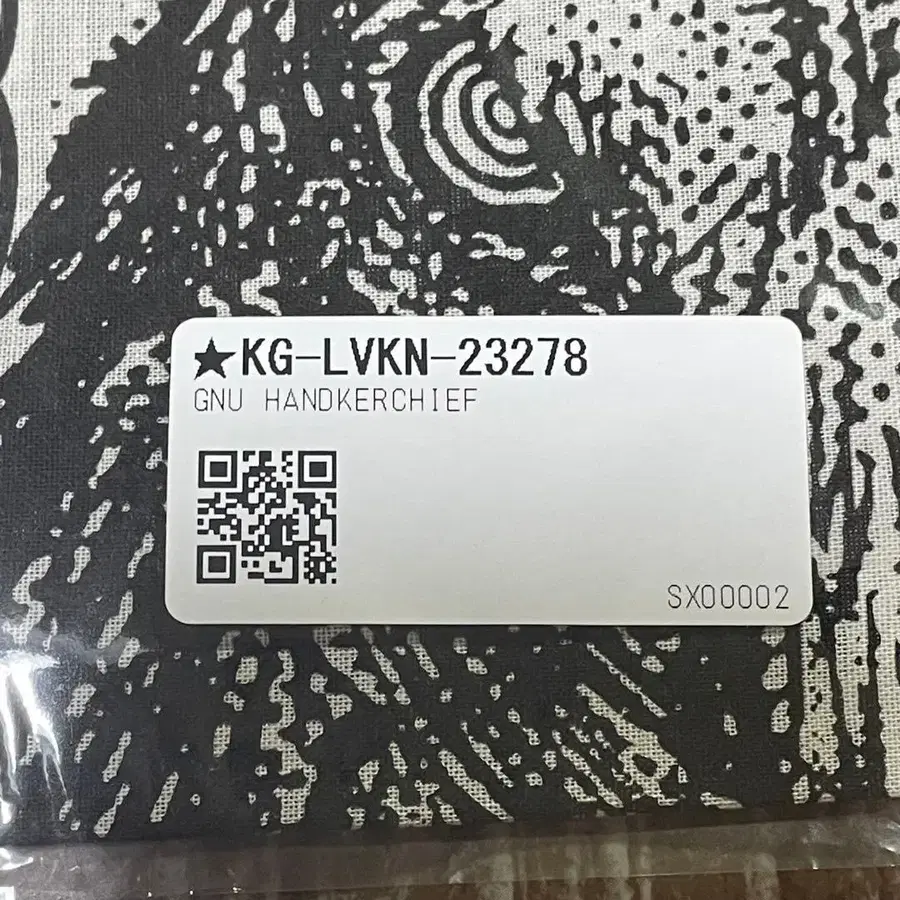 ★KG-LVKN-23278
GNU HANDKERCHIEF
SX00002